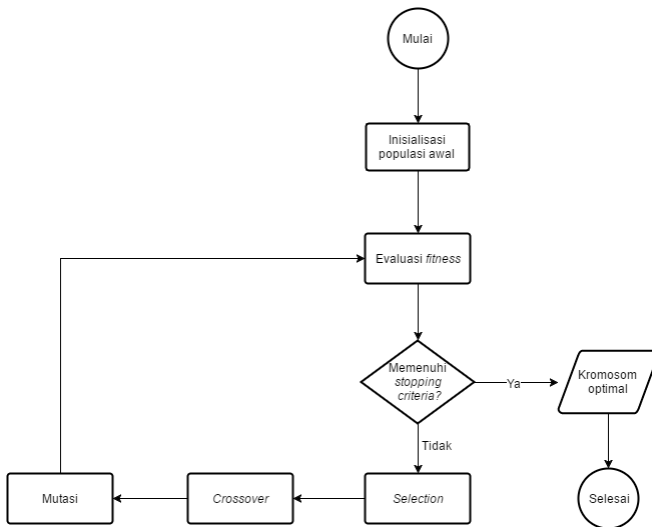 Mulai
Inisialisasi
populasi awal
Evaluasi fitness
Memenuhi
stopping
criteria?
Ya
Kromosom
optimal
Tidak
Mutasi
Crossover
Selection
Selesai